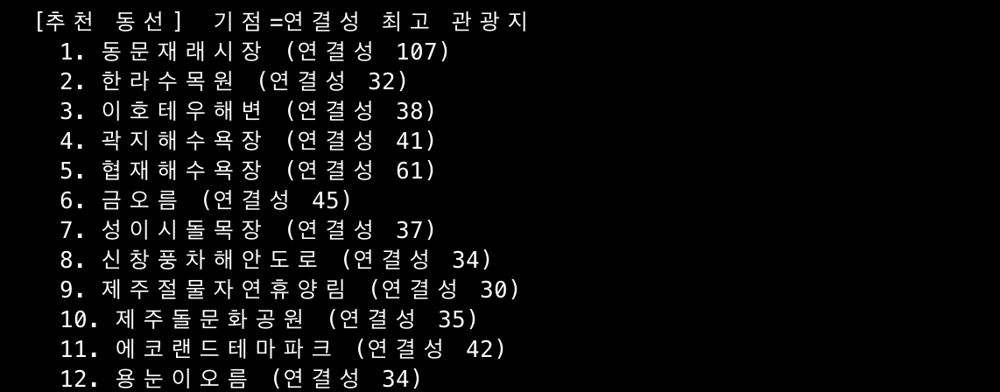 [추천 동선] 기점=연결성 최고 관광지
1. 동문재래시장 (연결성 107)
2. 한라수목원 (연결성 32)
3. 이호테우해변 (연결성 38)
4. 곽지해수욕장 (연결성 41)
5. 협재해수욕장 (연결성 61)
6. 금오름 (연결성 45)
7. 성이시돌목장 (연결성 37)
8. 신창풍차해안도로 (연결성 34)
9. 제주절물자연휴양림 (연결성 30)
10. 제주돌문화공원 (연결성 35)
11. 에코랜드테마파크 (연결성 42)
12. 용눈이오름 (연결성 34)